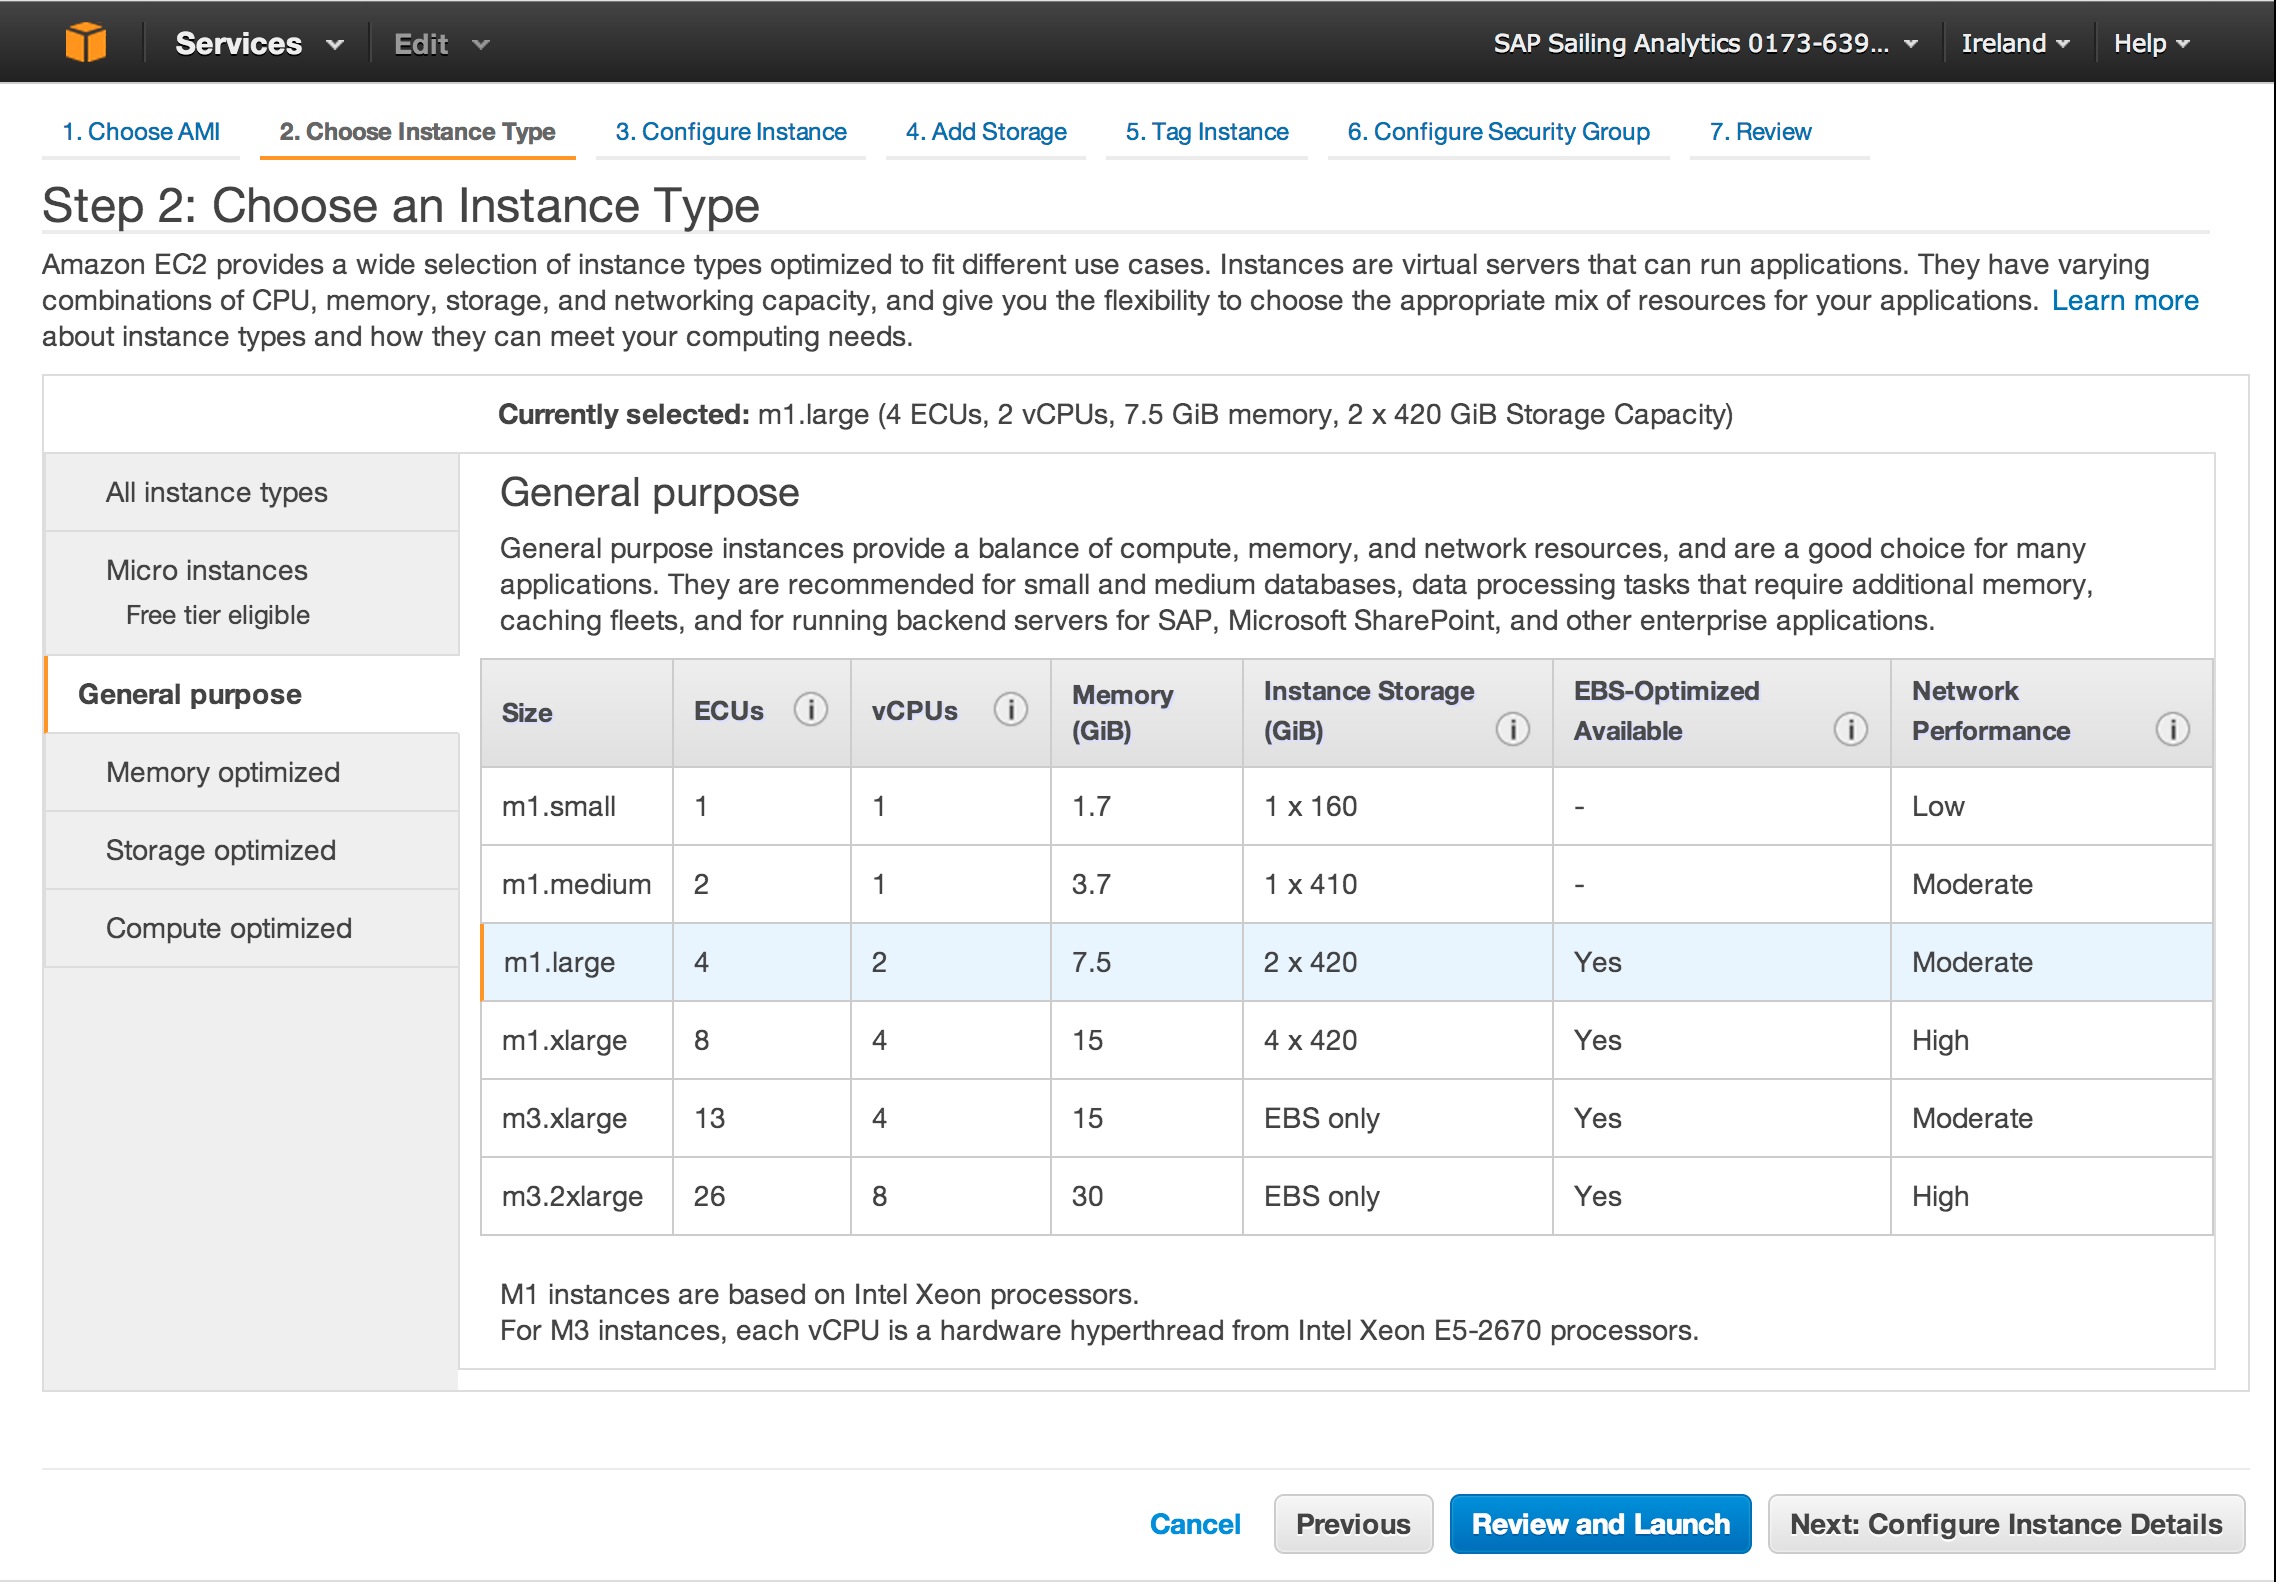 Services Edit SAP Sailing Analytics 0173-639... Ireland Help
1. Choose AMI 2. Choose Instance Type 3. Configure Instance 4. Add Storage 5. Tag Instance 6. Configure Security Group 7. Review
Step 2: Choose an Instance Type
Amazon EC2 provides a wide selection of instance types optimized to fit different use cases. Instances are virtual servers that can run applications. They have varying
combinations of CPU, memory, storage, and networking capacity, and give you the flexibility to choose the appropriate mix of resources for your applications. Learn more
about instance types and how they can meet your computing needs.
Currently selected: m1.large (4 ECUs, 2 vCPUs, 7.5 GiB memory, 2 x 420 GiB Storage Capacity)
All instance types
Micro instances
Free tier eligible
General purpose
Memory optimized
Storage optimized
Compute optimized
General purpose
General purpose instances provide a balance of compute, memory, and network resources, and are a good choice for many
applications. They are recommended for small and medium databases, data processing tasks that require additional memory,
caching fleets, and for running backend servers for SAP, Microsoft SharePoint, and other enterprise applications.
Size ECUs i vCPUs i Memory (GiB) Instance Storage (GiB) i EBS-Optimized Available i Network Performance i
m1.small 1 1 1.7 1 x 160 - Low
m1.medium 2 1 3.7 1 x 410 - Moderate
m1.large 4 2 7.5 2 x 420 Yes Moderate
m1.xlarge 8 4 15 4 x 420 Yes High
m3.xlarge 13 4 15 EBS only Yes Moderate
m3.2xlarge 26 8 30 EBS only Yes High
M1 instances are based on Intel Xeon processors.
For M3 instances, each vCPU is a hardware hyperthread from Intel Xeon E5-2670 processors.
Cancel Previous Review and Launch Next: Configure Instance Details